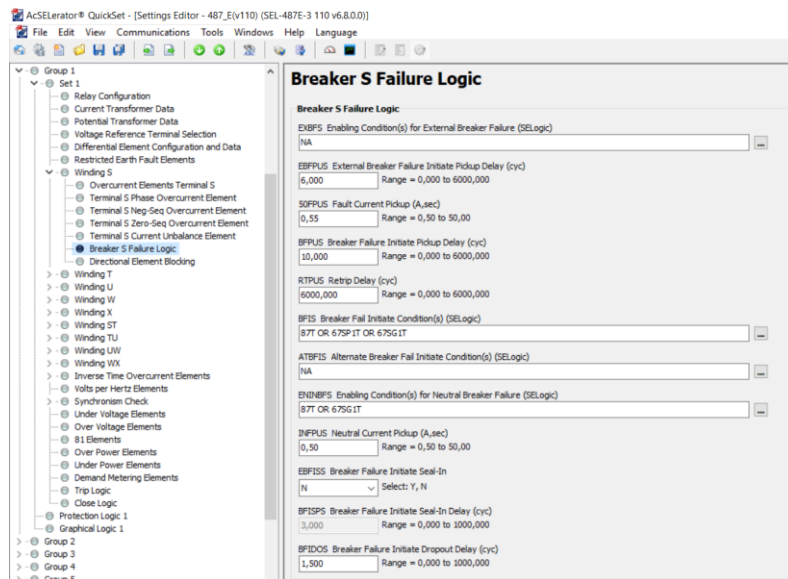 AcSELerator® QuickSet - [Settings Editor - 487_E(v110) (SEL-487E-3 110 v6.8.0.0)]
File Edit View Communications Tools Windows Help Language
Group 1
Set 1
Relay Configuration
Current Transformer Data
Potential Transformer Data
Voltage Reference Terminal Selection
Differential Element Configuration and Data
Restricted Earth Fault Elements
Winding S
Overcurrent Elements Terminal S
Terminal S Phase Overcurrent Element
Terminal S Neg-Seq Overcurrent Element
Terminal S Zero-Seq Overcurrent Element
Terminal S Current Unbalance Element
Breaker S Failure Logic
Directional Element Blocking
Winding T
Winding U
Winding W
Winding X
Winding ST
Winding TU
Winding UW
Winding WX
Inverse Time Overcurrent Elements
Volts per Hertz Elements
Synchronism Check
Under Voltage Elements
Over Voltage Elements
81 Elements
Over Power Elements
Under Power Elements
Demand Metering Elements
Trip Logic
Close Logic
Protection Logic 1
Graphical Logic 1
Group 2
Group 3
Group 4
Group 5
Breaker S Failure Logic
Breaker S Failure Logic
EXBFS Enabling Condition(s) for External Breaker Failure (SELogic)
NA
...
EBFPUS External Breaker Failure Initiate Pickup Delay (cyc)
6,000 Range = 0,000 to 6000,000
50FPUS Fault Current Pickup (A,sec)
0,55 Range = 0,50 to 50,00
BFPUS Breaker Failure Initiate Pickup Delay (cyc)
10,000 Range = 0,000 to 6000,000
RTPUS Retrip Delay (cyc)
6000,000 Range = 0,000 to 6000,000
BFIS Breaker Fail Initiate Condition(s) (SELogic)
87T OR 67SP1T OR 67SG1T
...
ATBFIS Alternate Breaker Fail Initiate Condition(s) (SELogic)
NA
...
ENINBFS Enabling Condition(s) for Neutral Breaker Failure (SELogic)
87T OR 67SG1T
...
INFPUS Neutral Current Pickup (A,sec)
0,50 Range = 0,50 to 50,00
EBFISS Breaker Failure Initiate Seal-In
N Select: Y, N
BFISPS Breaker Failure Initiate Seal-In Delay (cyc)
3,000 Range = 0,000 to 1000,000
BFIDOS Breaker Failure Initiate Dropout Delay (cyc)
1,500 Range = 0,000 to 1000,000